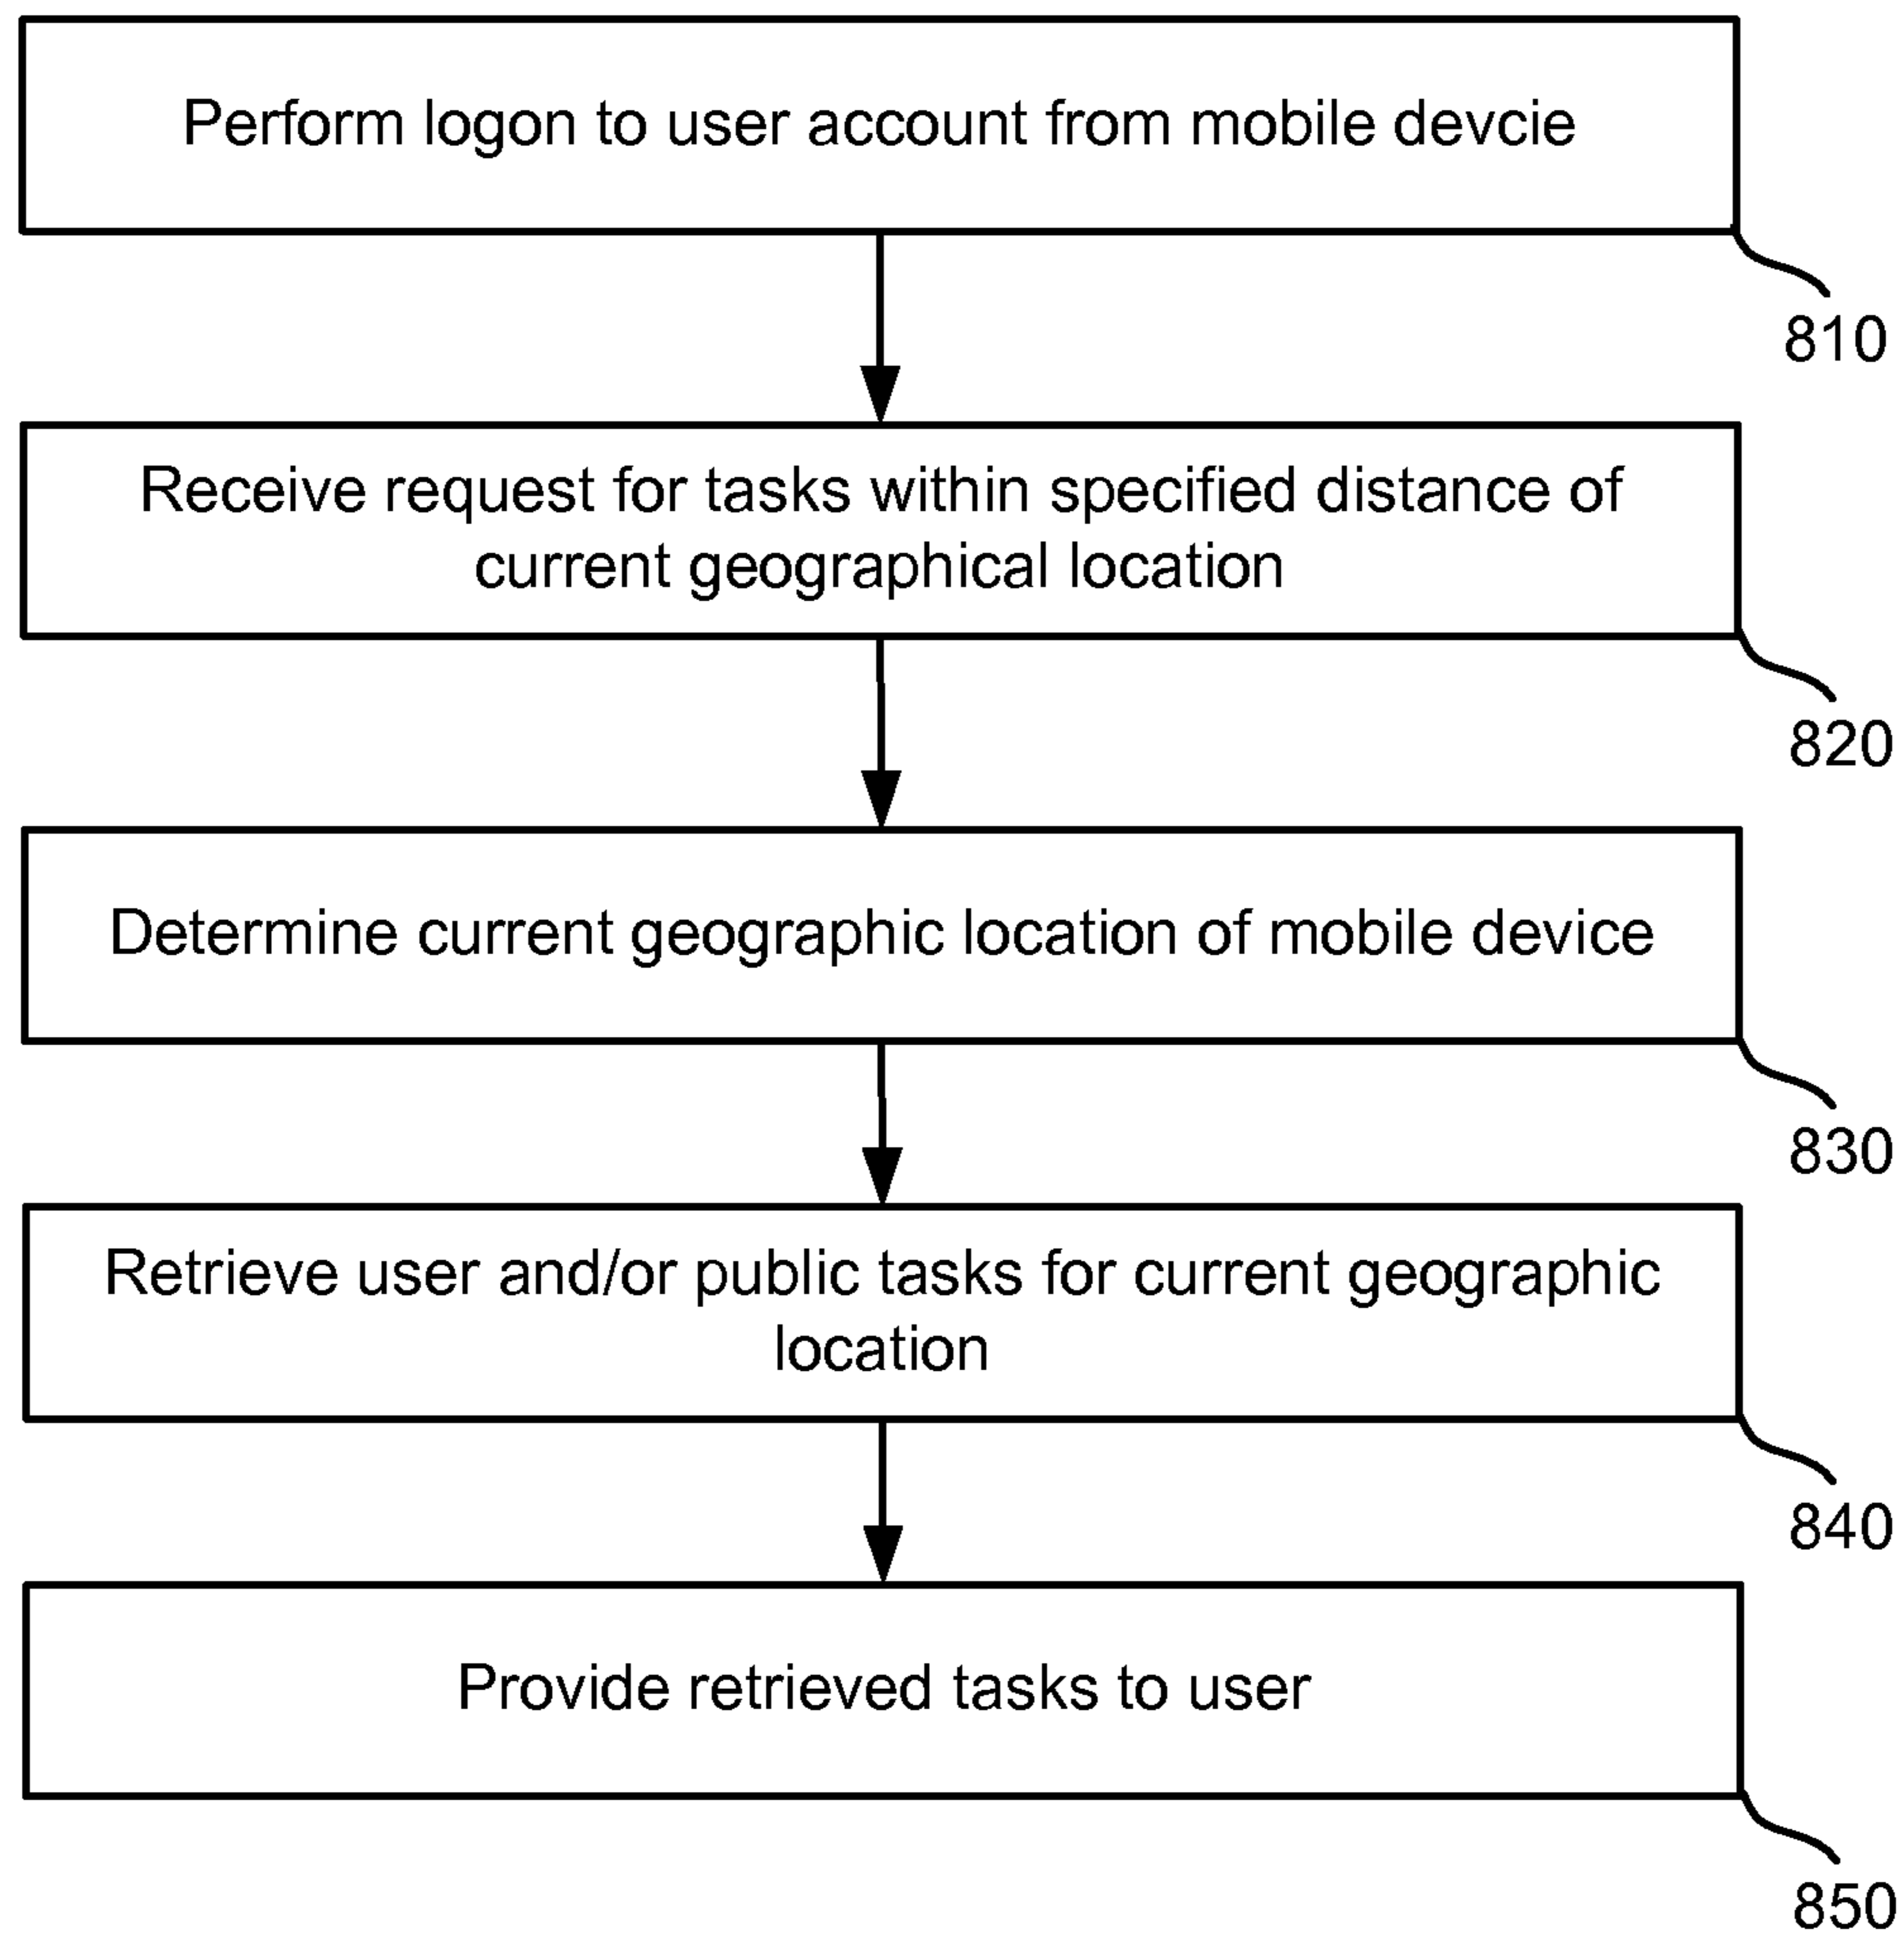 Perform logon to user account from mobile devcie
810
Receive request for tasks within specified distance of
current geographical location
820
Determine current geographic location of mobile device
830
Retrieve user and/or public tasks for current geographic
location
840
Provide retrieved tasks to user
850